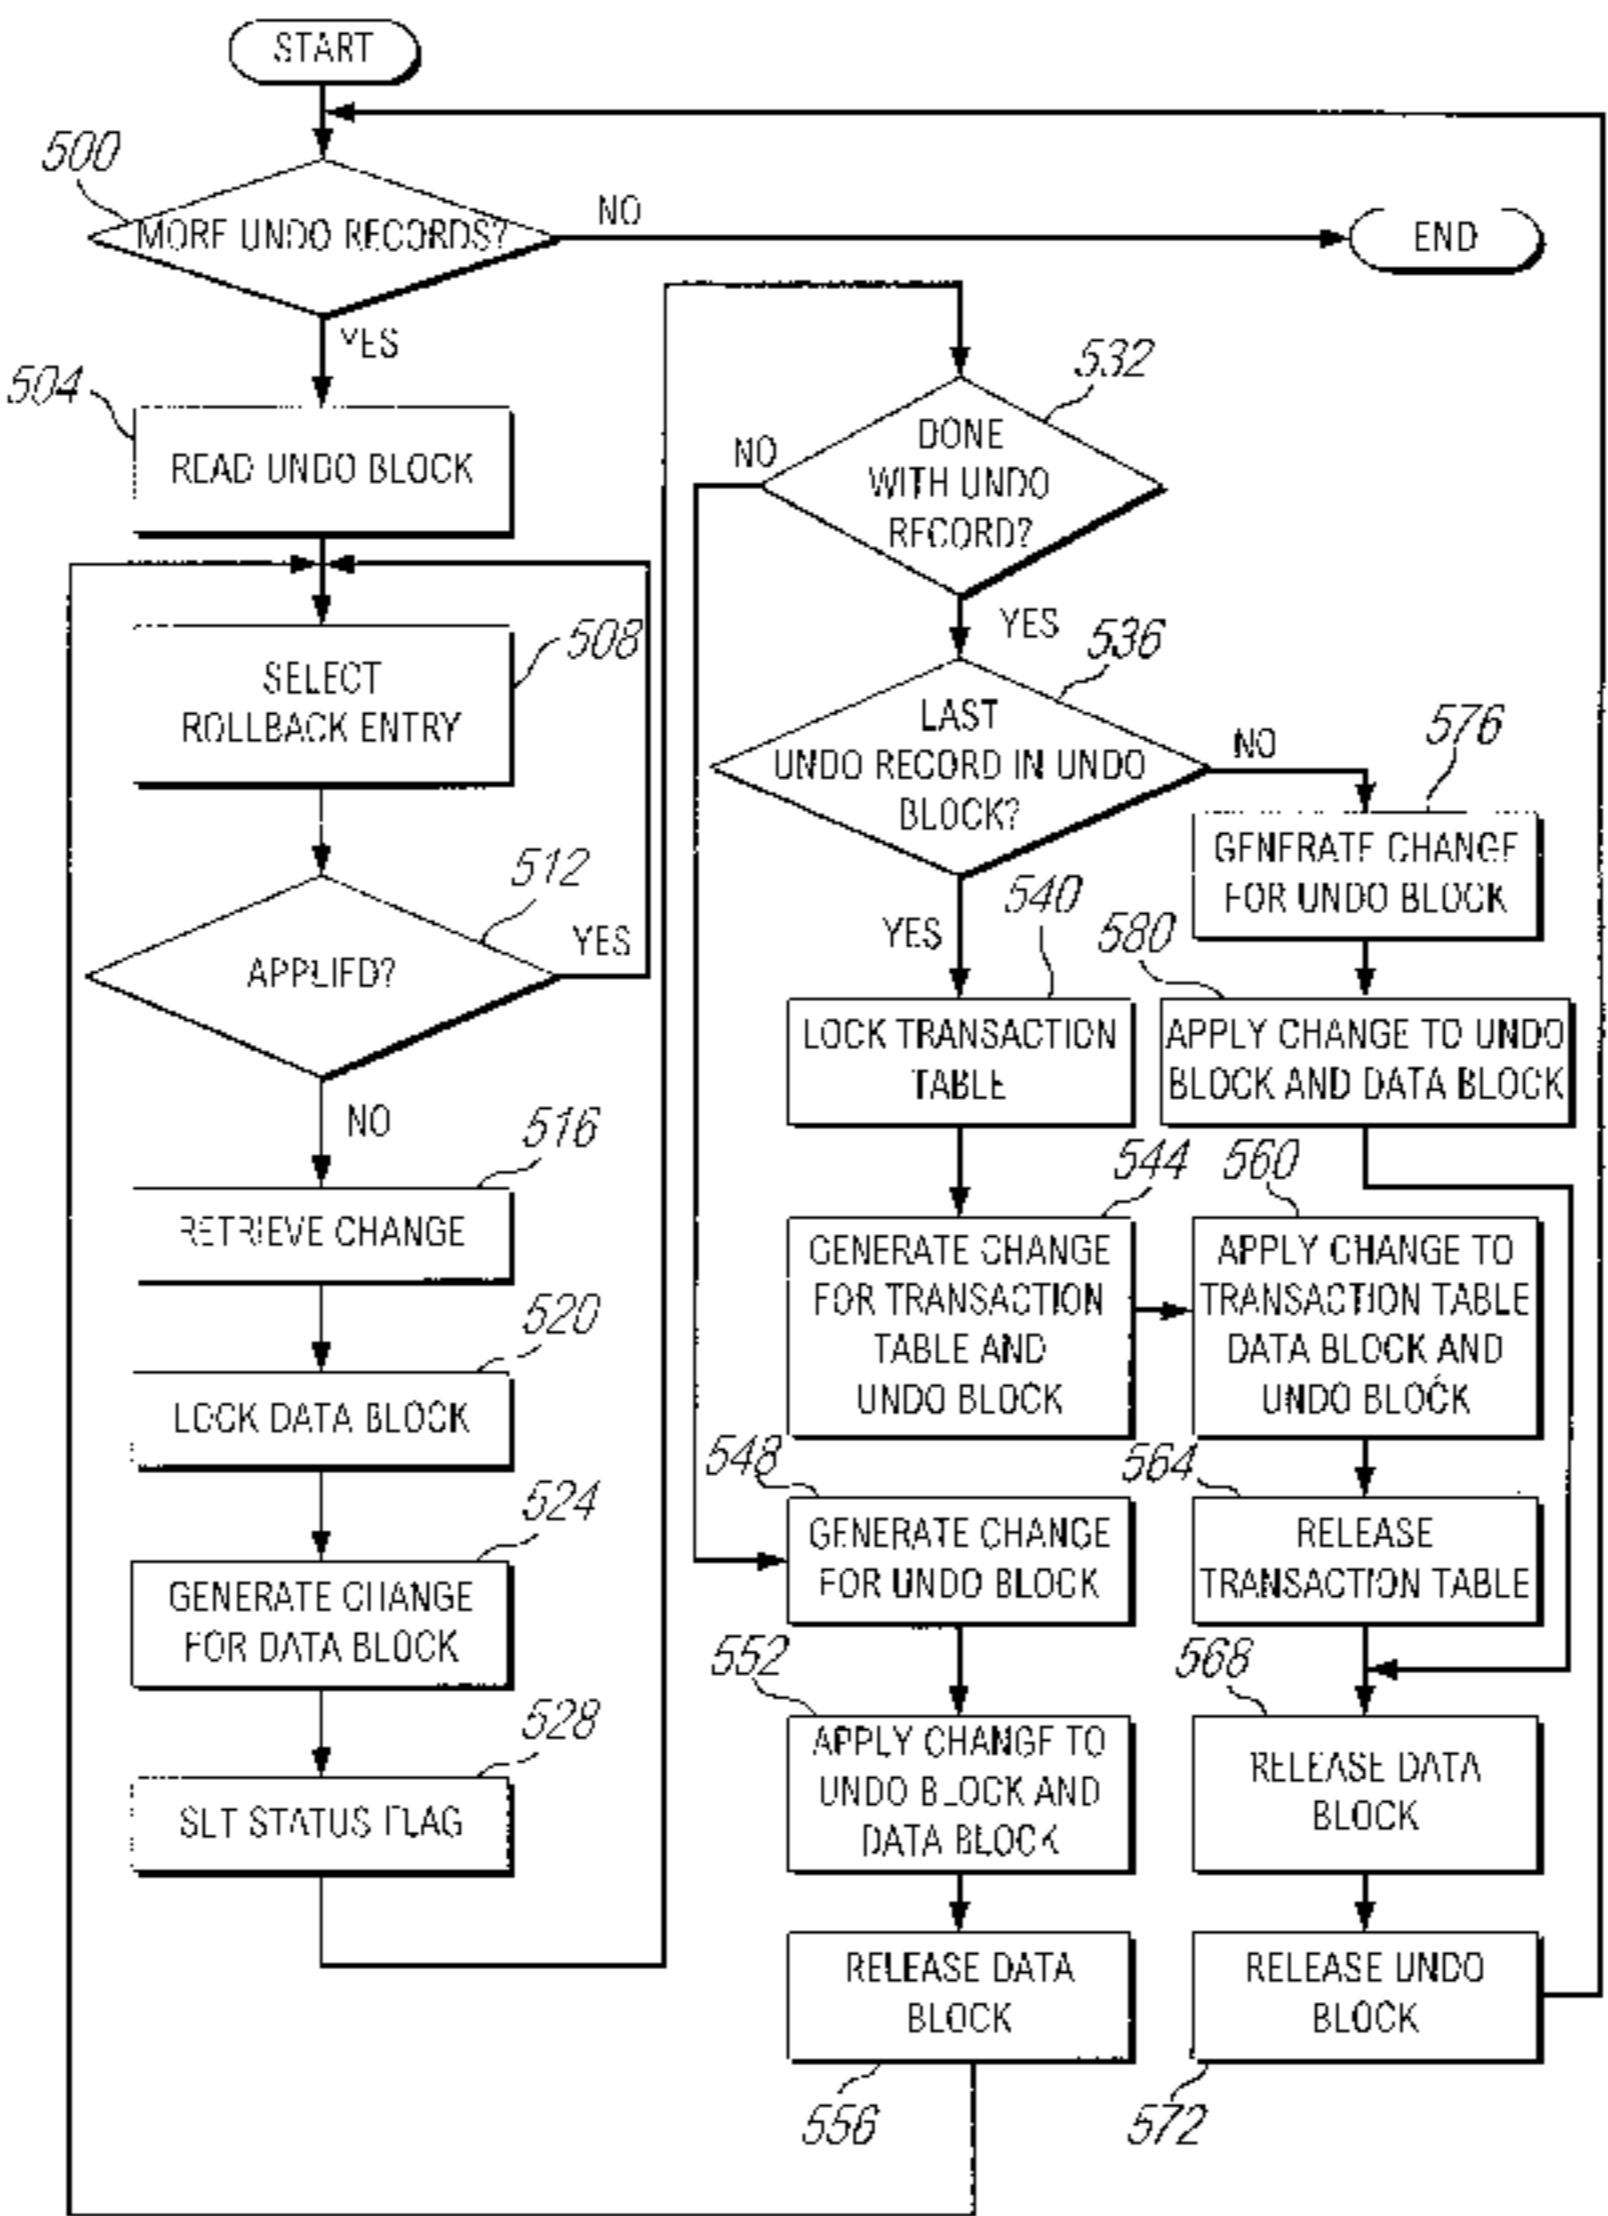 START
500
MORE UNDO RECORDS?
NO
END
YES
504
READ UNDO BLOCK
508
SELECT
ROLLBACK ENTRY
512
APPLIED?
YES
NO
516
RETRIEVE CHANGE
520
LOCK DATA BLOCK
524
GENERATE CHANGE
FOR DATA BLOCK
528
SET STATUS FLAG
532
DONE
WITH UNDO
RECORD?
NO
YES
536
LAST
UNDO RECORD IN UNDO
BLOCK?
NO
YES
540
LOCK TRANSACTION
TABLE
544
GENERATE CHANGE
FOR TRANSACTION
TABLE AND
UNDO BLOCK
548
GENERATE CHANGE
FOR UNDO BLOCK
552
APPLY CHANGE TO
UNDO BLOCK AND
DATA BLOCK
RELEASE DATA
BLOCK
556
576
GENERATE CHANGE
FOR UNDO BLOCK
580
APPLY CHANGE TO UNDO
BLOCK AND DATA BLOCK
560
APPLY CHANGE TO
TRANSACTION TABLE
DATA BLOCK AND
UNDO BLOCK
564
RELEASE
TRANSACTION TABLE
568
RELEASE DATA
BLOCK
RELEASE UNDO
BLOCK
572